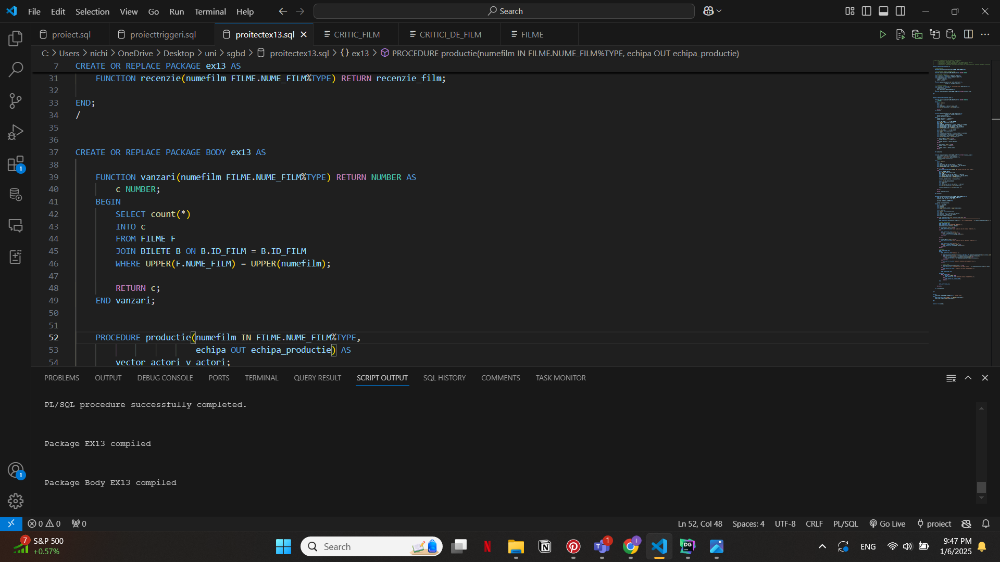 File Edit Selection View Go Run Terminal Help Search
proiect.sql proiecttriggeri.sql proitectex13.sql CRITIC_FILM CRITICI_DE_FILM FILME
C: > Users > nichi > OneDrive > Desktop > uni > sgbd > proitectex13.sql > {} ex13 > PROCEDURE productie(numefilm IN FILME.NUME_FILM%TYPE, echipa OUT echipa_productie)
7 CREATE OR REPLACE PACKAGE ex13 AS
31 FUNCTION recenzie(numefilm FILME.NUME_FILM%TYPE) RETURN recenzie_film;
32
33 END;
34 /
35
36
37 CREATE OR REPLACE PACKAGE BODY ex13 AS
38
39 FUNCTION vanzari(numefilm FILME.NUME_FILM%TYPE) RETURN NUMBER AS
40 c NUMBER;
41 BEGIN
42 SELECT count(*)
43 INTO c
44 FROM FILME F
45 JOIN BILETE B ON B.ID_FILM = B.ID_FILM
46 WHERE UPPER(F.NUME_FILM) = UPPER(numefilm);
47
48 RETURN c;
49 END vanzari;
50
51
52 PROCEDURE productie(numefilm IN FILME.NUME_FILM%TYPE,
53 echipa OUT echipa_productie) AS
54 vector_actori v_actori;
PROBLEMS OUTPUT DEBUG CONSOLE PORTS TERMINAL QUERY RESULT SCRIPT OUTPUT SQL HISTORY COMMENTS TASK MONITOR
PL/SQL procedure successfully completed.
Package EX13 compiled
Package Body EX13 compiled
0 0 0 Ln 52, Col 48 Spaces: 4 UTF-8 CRLF PL/SQL Go Live proiect
7 S&P 500
+0.57%
Search
1
DG
ENG
9:47 PM
1/6/2025